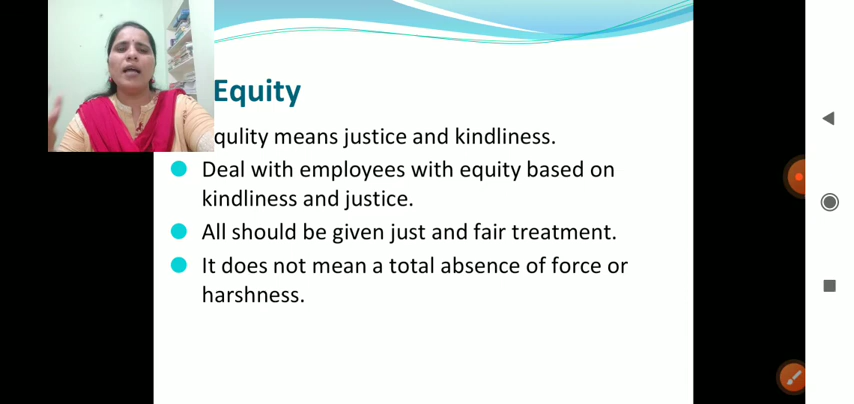 Equity
qulity means justice and kindliness.
Deal with employees with equity based on
kindliness and justice.
All should be given just and fair treatment.
It does not mean a total absence of force or
harshness.